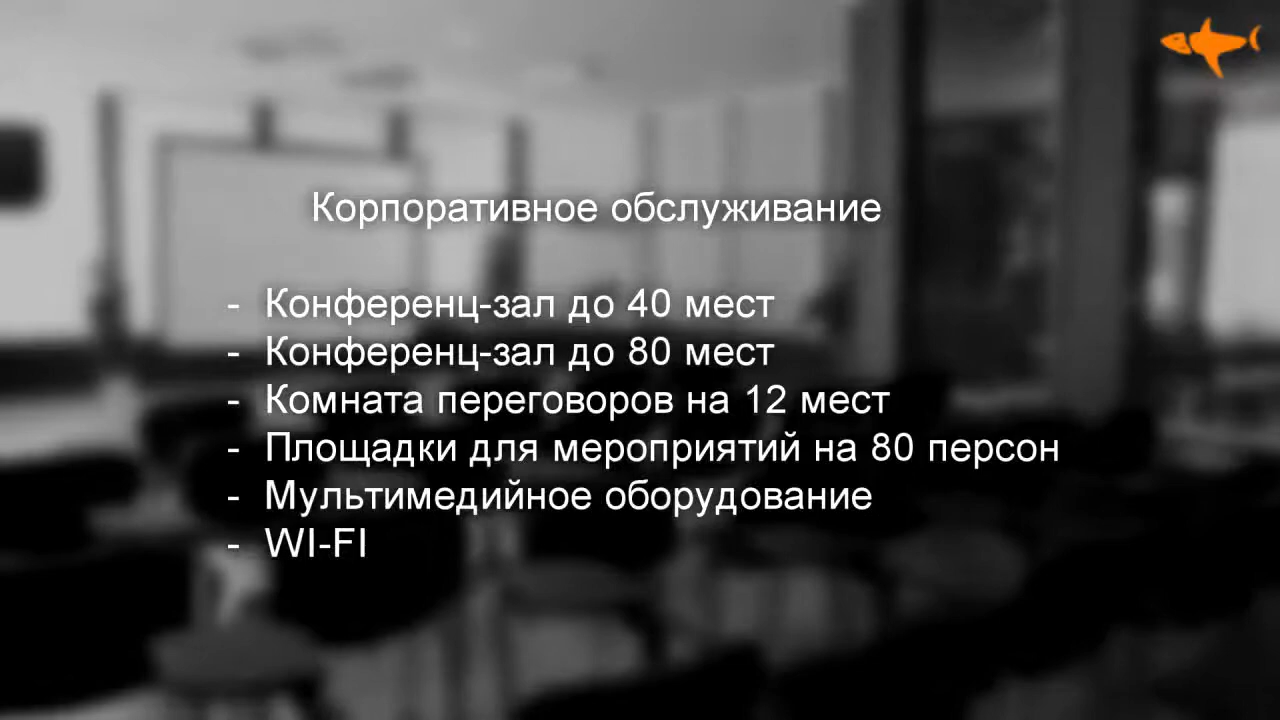 Корпоративное обслуживание
- Конференц-зал до 40 мест
- Конференц-зал до 80 мест
- Комната переговоров на 12 мест
- Площадки для мероприятий на 80 персон
- Мультимедийное оборудование
- WI-FI